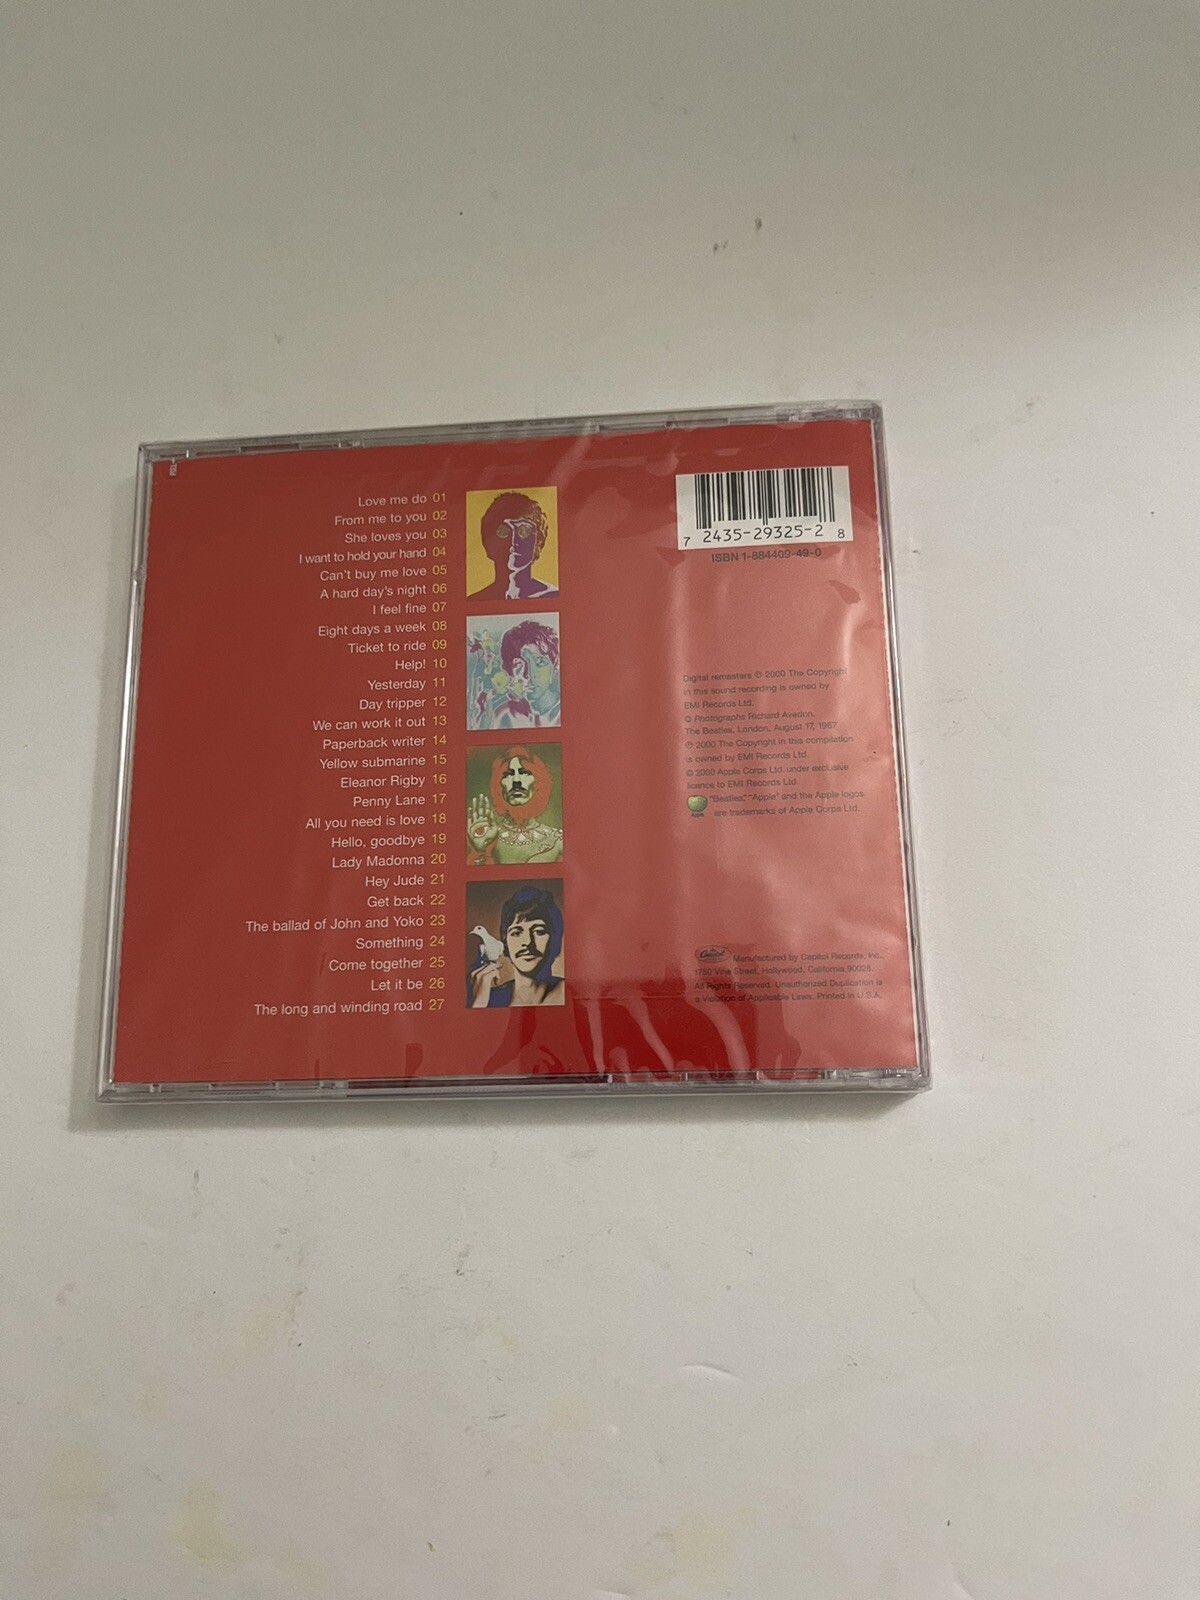 Love me do 01
From me to you 02
She loves you 03
I want to hold your hand 04
Can't buy me love 05
A hard day's night 06
I feel fine 07
Eight days a week 08
Ticket to ride 09
Help! 10
Yesterday 11
Day tripper 12
We can work it out 13
Paperback writer 14
Yellow submarine 15
Eleanor Rigby 16
Penny Lane 17
All you need is love 18
Hello, goodbye 19
Lady Madonna 20
Hey Jude 21
Get back 22
The ballad of John and Yoko 23
Something 24
Come together 25
Let it be 26
The long and winding road 27
7 2435-29325-2 8
ISBN 1-884409-49-0
Digital remasters ℗ 2000 The Copyright
in this sound recording is owned by
EMI Records Ltd.
© Photographs Richard Avedon.
The Beatles, London, August 17, 1967
℗ 2000 The Copyright in this compilation
is owned by EMI Records Ltd.
© 2000 Apple Corps Ltd. under exclusive
licence to EMI Records Ltd.
"Beatles," "Apple" and the Apple logos
are trademarks of Apple Corps Ltd.
Apple
Capitol
Manufactured by Capitol Records, Inc.,
1750 Vine Street, Hollywood, California 90028.
All Rights Reserved. Unauthorized Duplication is
a Violation of Applicable Laws. Printed in U.S.A.